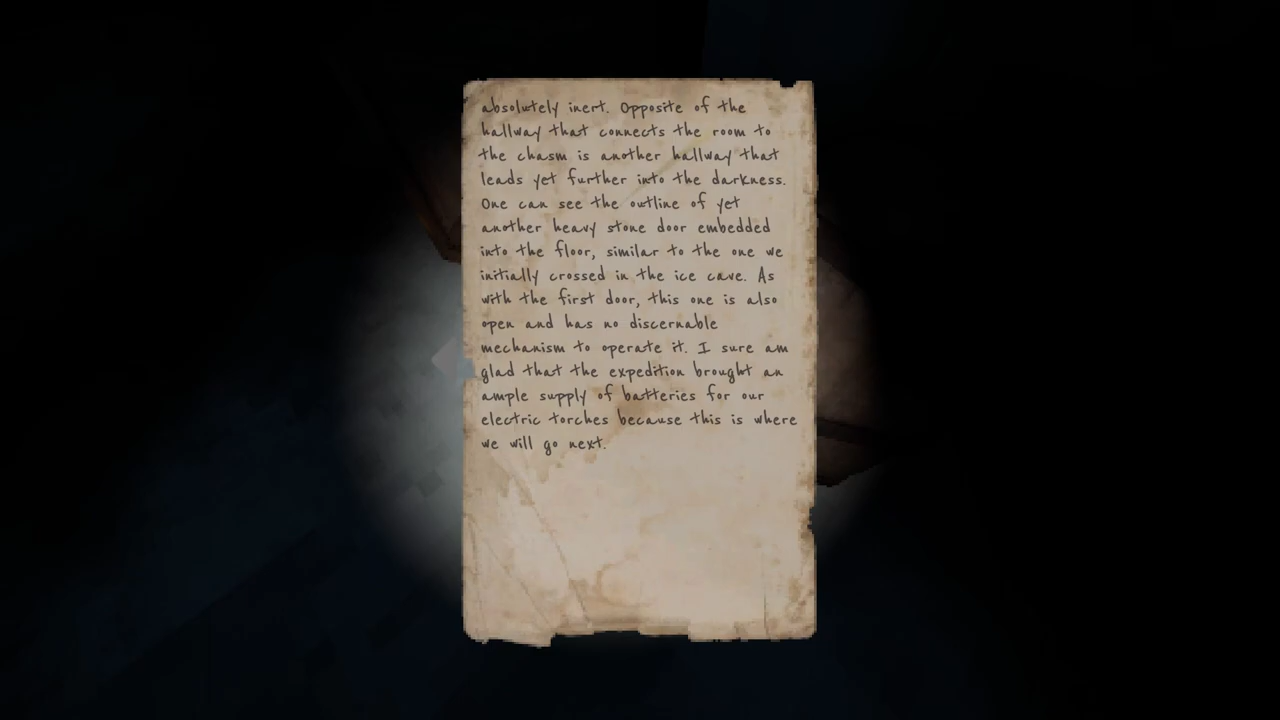 absolutely inert. Opposite of the
hallway that connects the room to
the chasm is another hallway that
leads yet further into the darkness.
One can see the outline of yet
another heavy stone door embedded
into the floor, similar to the one we
initially crossed in the ice cave. As
with the first door, this one is also
open and has no discernable
mechanism to operate it. I sure am
glad that the expedition brought an
ample supply of batteries for our
electric torches because this is where
we will go next.